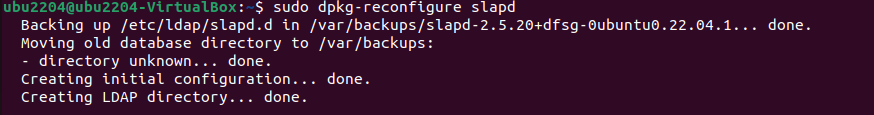 ubu2204@ubu2204-VirtualBox:~$ sudo dpkg-reconfigure slapd
  Backing up /etc/ldap/slapd.d in /var/backups/slapd-2.5.20+dfsg-0ubuntu0.22.04.1... done.
  Moving old database directory to /var/backups:
  - directory unknown... done.
  Creating initial configuration... done.
  Creating LDAP directory... done.